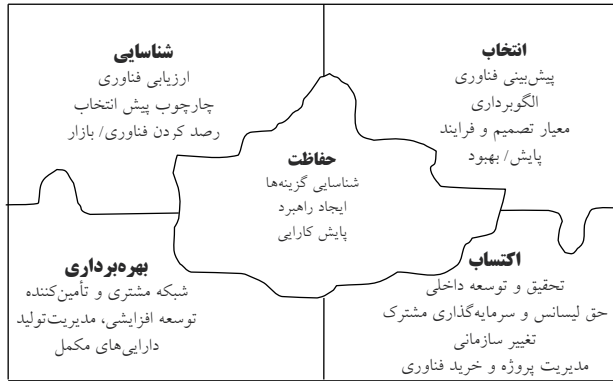 شناسایی
ارزیابی فناوری
چارچوب پیش انتخاب
رصد کردن فناوری/ بازار
انتخاب
پیش‌بینی فناوری
الگوبرداری
معیار تصمیم و فرایند
پایش/ بهبود
حفاظت
شناسایی گزینه‌ها
ایجاد راهبرد
پایش کارایی
بهره‌برداری
شبکه مشتری و تأمین‌کننده
توسعه افزایشی، مدیریت‌تولید
دارایی‌های مکمل
اکتساب
تحقیق و توسعه داخلی
حق لیسانس و سرمایه‌گذاری مشترک
تغییر سازمانی
مدیریت پروژه و خرید فناوری